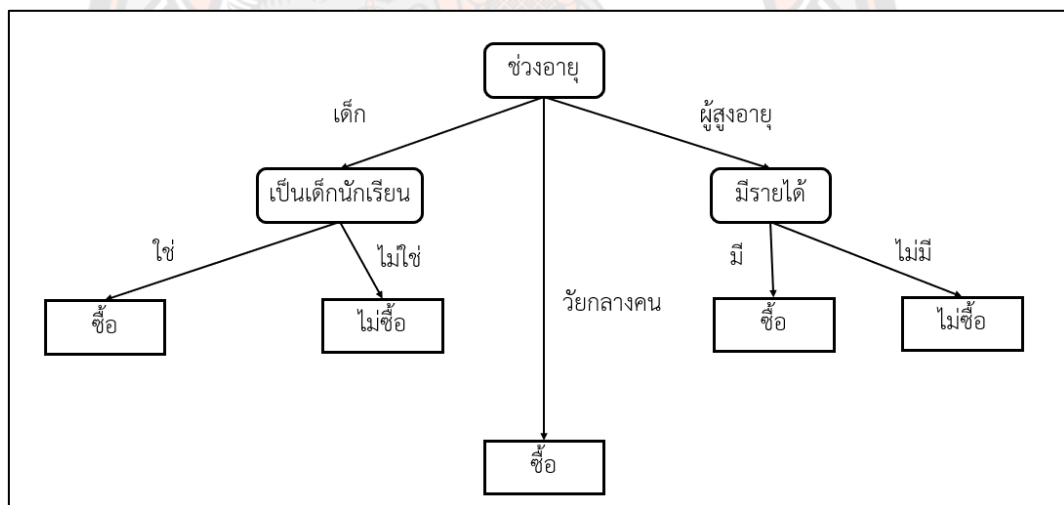 ช่วงอายุ
เด็ก
ผู้สูงอายุ
เป็นเด็กนักเรียน
มีรายได้
ใช่
ไม่ใช่
มี
ไม่มี
ซื้อ
ไม่ซื้อ
วัยกลางคน
ซื้อ
ไม่ซื้อ
ซื้อ